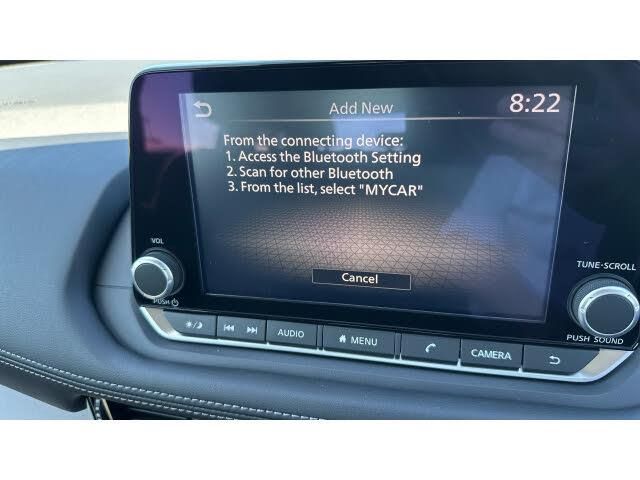 Add New
8:22
From the connecting device:
1. Access the Bluetooth Setting
2. Scan for other Bluetooth
3. From the list, select "MYCAR"
Cancel
VOL
PUSH
TUNE·SCROLL
PUSH SOUND
AUDIO
MENU
CAMERA